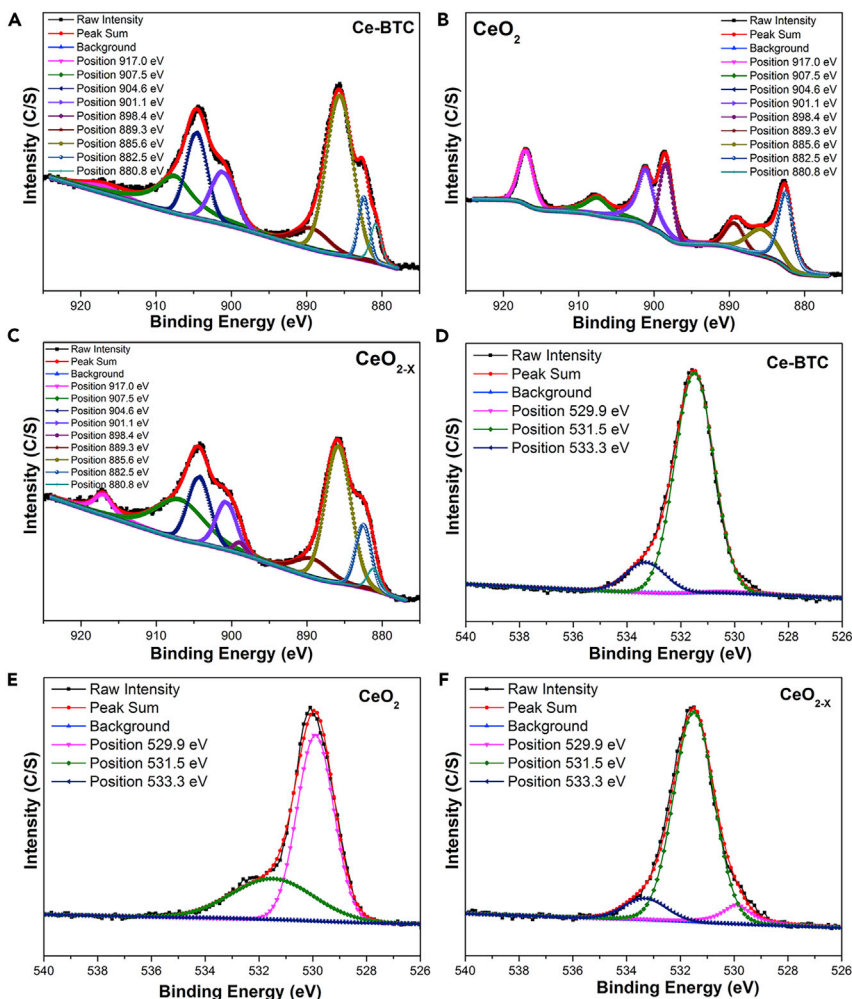 A
Ce-BTC
Raw Intensity
Peak Sum
Background
Position 917.0 eV
Position 907.5 eV
Position 904.6 eV
Position 901.1 eV
Position 898.4 eV
Position 889.3 eV
Position 885.6 eV
Position 882.5 eV
Position 880.8 eV
Intensity (C/S)
920 910 900 890 880
Binding Energy (eV)
B
CeO2
Raw Intensity
Peak Sum
Background
Position 917.0 eV
Position 907.5 eV
Position 904.6 eV
Position 901.1 eV
Position 898.4 eV
Position 889.3 eV
Position 885.6 eV
Position 882.5 eV
Position 880.8 eV
Intensity (C/S)
920 910 900 890 880
Binding Energy (eV)
C
CeO2-X
Raw Intensity
Peak Sum
Background
Position 917.0 eV
Position 907.5 eV
Position 904.6 eV
Position 901.1 eV
Position 898.4 eV
Position 889.3 eV
Position 885.6 eV
Position 882.5 eV
Position 880.8 eV
Intensity (C/S)
920 910 900 890 880
Binding Energy (eV)
D
Ce-BTC
Raw Intensity
Peak Sum
Background
Position 529.9 eV
Position 531.5 eV
Position 533.3 eV
Intensity (C/S)
540 538 536 534 532 530 528 526
Binding Energy (eV)
E
CeO2
Raw Intensity
Peak Sum
Background
Position 529.9 eV
Position 531.5 eV
Position 533.3 eV
Intensity (C/S)
540 538 536 534 532 530 528 526
Binding Energy (eV)
F
CeO2-X
Raw Intensity
Peak Sum
Background
Position 529.9 eV
Position 531.5 eV
Position 533.3 eV
Intensity (C/S)
540 538 536 534 532 530 528 526
Binding Energy (eV)